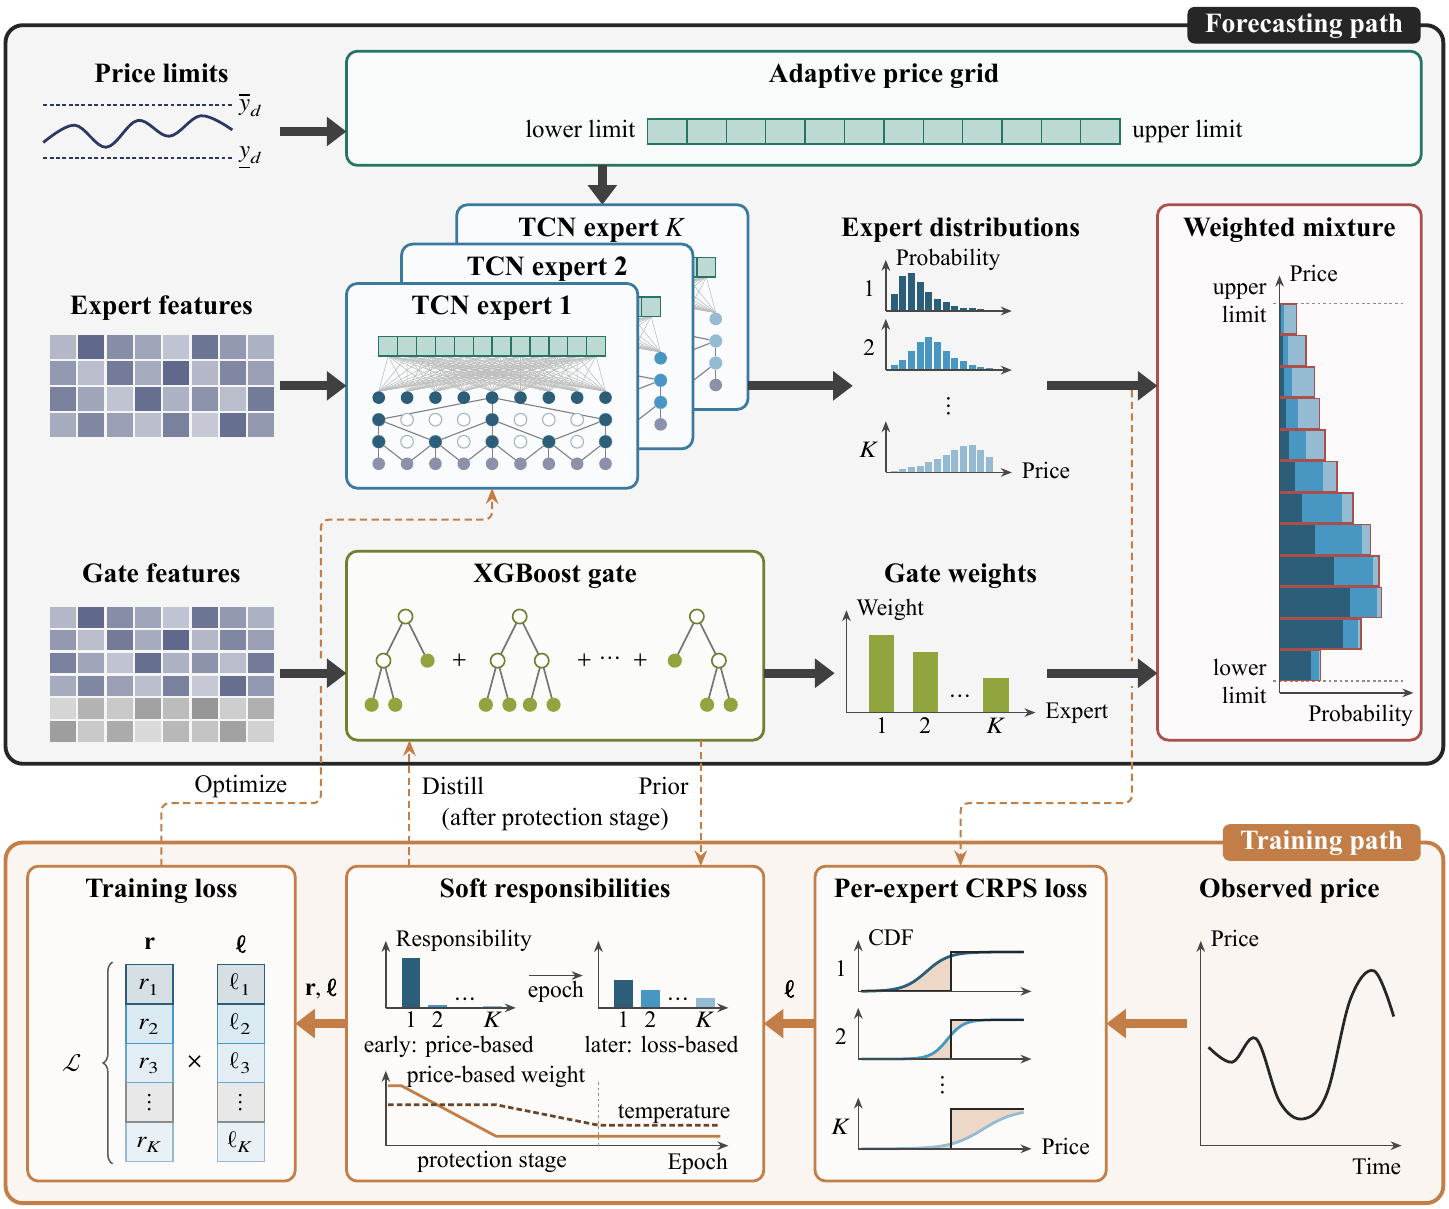 Forecasting path
Price limits
y̅_d
y̲_d
Adaptive price grid
lower limit
upper limit
Expert features
TCN expert K
TCN expert 2
TCN expert 1
Expert distributions
Probability
1
2
⋮
K
Price
Weighted mixture
Price
upper
limit
lower
limit
Probability
Gate features
XGBoost gate
+ + ··· +
Gate weights
Weight
...
1 2 K
Expert
Optimize
Distill
Prior
(after protection stage)
Training path
Training loss
r ℓ
ℒ
r_1 ℓ_1
r_2 ℓ_2
r_3 × ℓ_3
⋮ ⋮
r_K ℓ_K
r, ℓ
Soft responsibilities
Responsibility
...
1 2 K
epoch
...
1 2 K
early: price-based
later: loss-based
price-based weight
temperature
protection stage
Epoch
ℓ
Per-expert CRPS loss
CDF
1
2
⋮
K
Price
Observed price
Price
Time